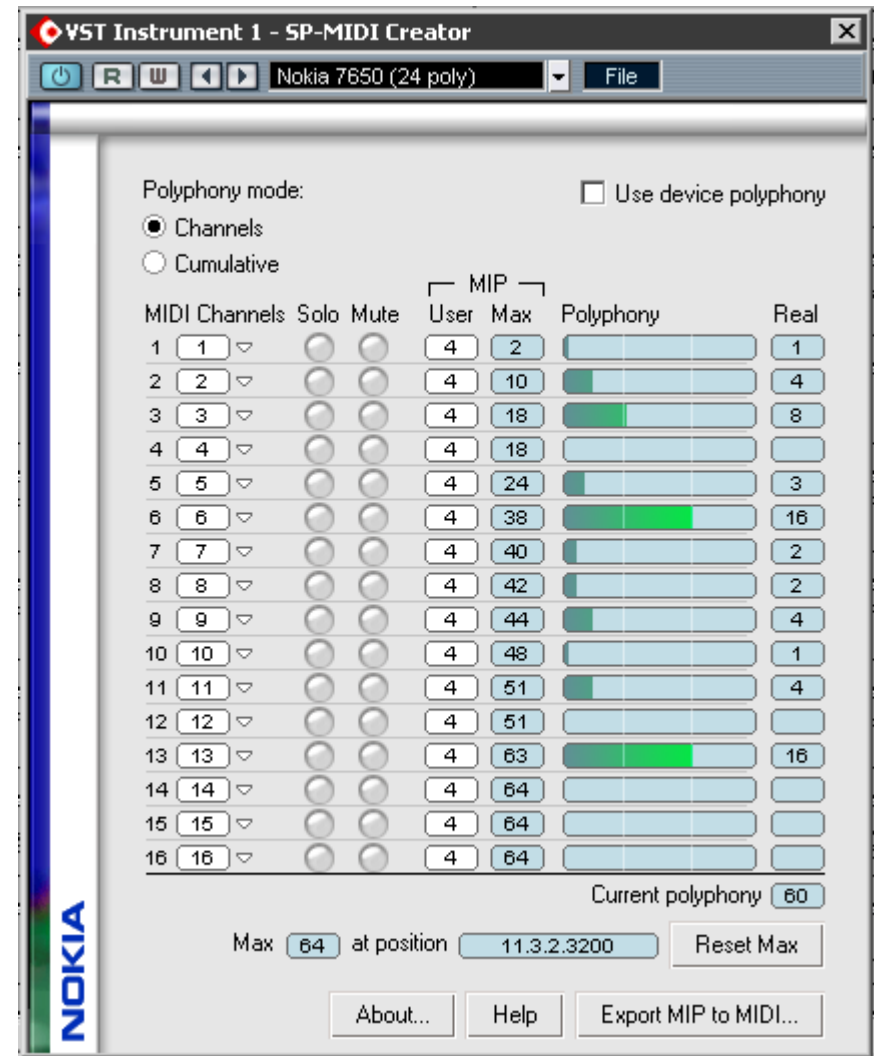 VST Instrument 1 - SP-MIDI Creator
R W Nokia 7650 (24 poly) File
Polyphony mode: Use device polyphony
Channels
Cumulative
MIP
MIDI Channels Solo Mute User Max Polyphony Real
1 1 4 2 1
2 2 4 10 4
3 3 4 18 8
4 4 4 18
5 5 4 24 3
6 6 4 38 16
7 7 4 40 2
8 8 4 42 2
9 9 4 44 4
10 10 4 48 1
11 11 4 51 4
12 12 4 51
13 13 4 63 16
14 14 4 64
15 15 4 64
16 16 4 64
Current polyphony 60
Max 64 at position 11.3.2.3200 Reset Max
About... Help Export MIP to MIDI...
NOKIA